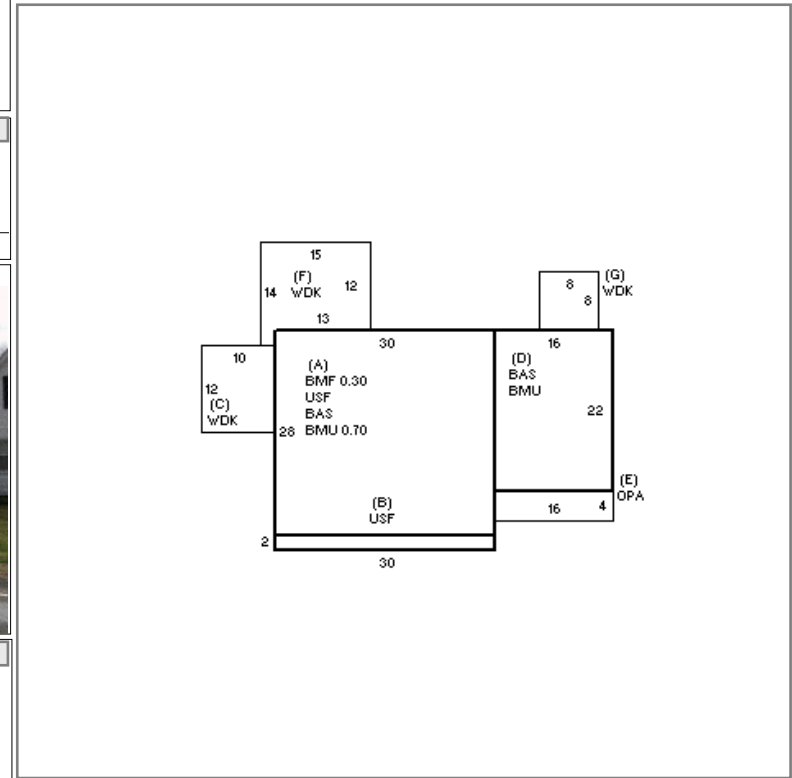 15
(F)
14 WDK 12
13
8
(G)
WDK
8
10
12
(C)
WDK
30
(A)
BMF 0.30
USF
BAS
BMU 0.70
28
16
(D)
BAS
BMU
22
(E)
OPA
16 4
(B)
USF
2
30